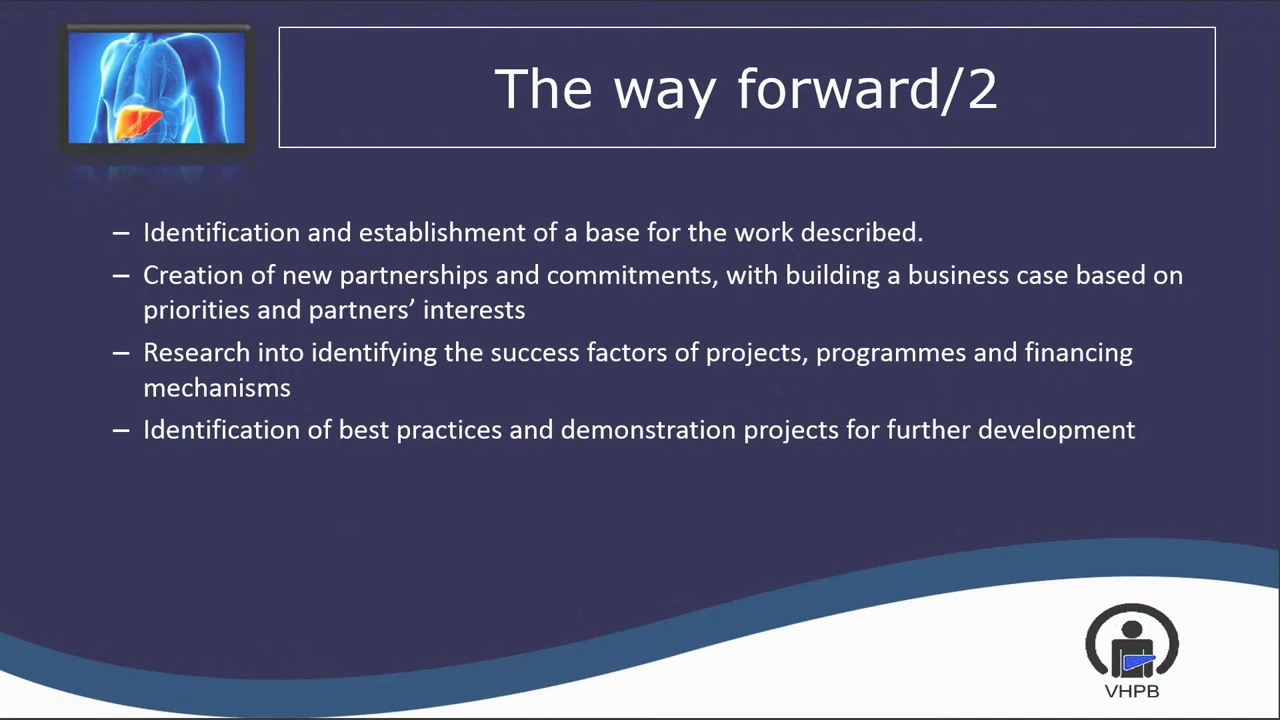 The way forward/2
– Identification and establishment of a base for the work described.
– Creation of new partnerships and commitments, with building a business case based on
priorities and partners’ interests
– Research into identifying the success factors of projects, programmes and financing
mechanisms
– Identification of best practices and demonstration projects for further development
VHPB